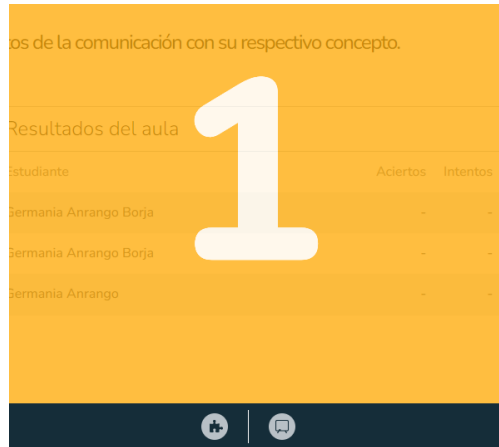 tos de la comunicación con su respectivo concepto.
1
Resultados del aula
Estudiante Aciertos Intentos
Germania Anrango Borja - -
Germania Anrango Borja - -
Germania Anrango - -